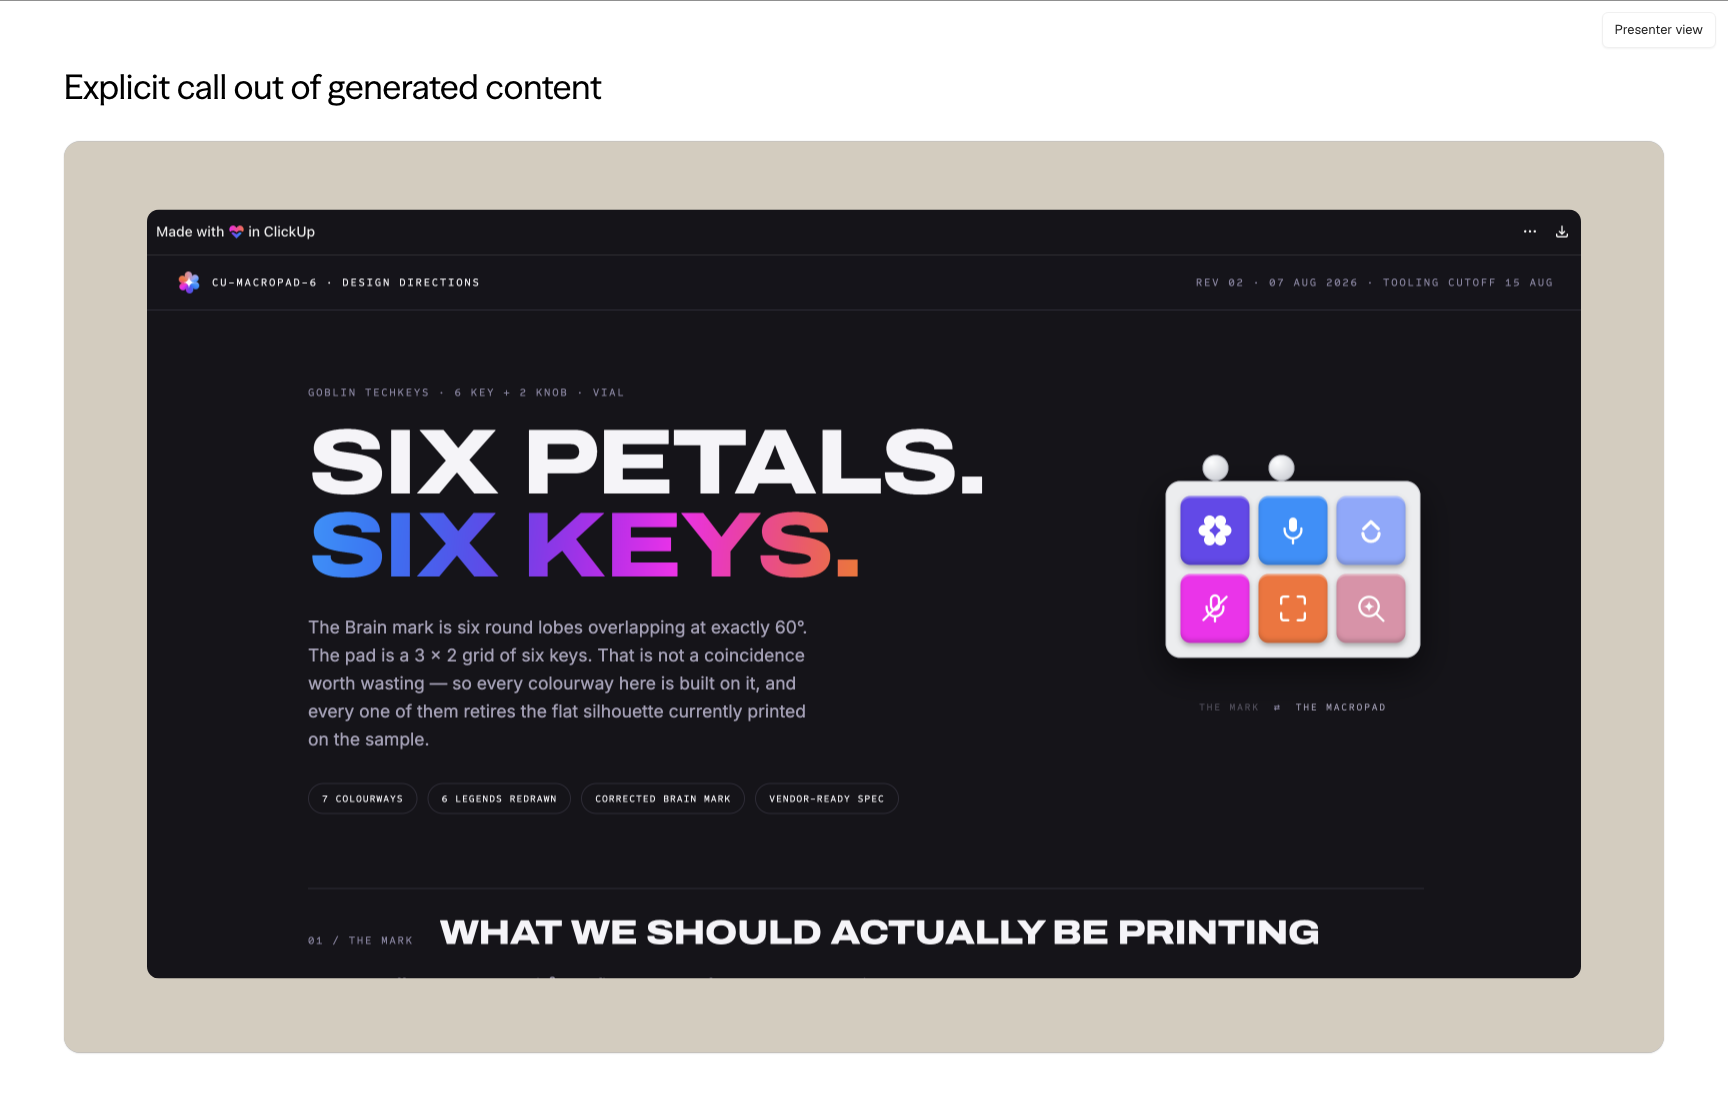 Presenter view
Explicit call out of generated content
Made with in ClickUp
CU-MACROPAD-6 · DESIGN DIRECTIONS
REV 02 · 07 AUG 2026 · TOOLING CUTOFF 15 AUG
GOBLIN TECHKEYS · 6 KEY + 2 KNOB · VIAL
SIX PETALS.
SIX KEYS.
The Brain mark is six round lobes overlapping at exactly 60°.
The pad is a 3 × 2 grid of six keys. That is not a coincidence
worth wasting — so every colourway here is built on it, and
every one of them retires the flat silhouette currently printed
on the sample.
THE MARK ⇄ THE MACROPAD
7 COLOURWAYS
6 LEGENDS REDRAWN
CORRECTED BRAIN MARK
VENDOR-READY SPEC
01 / THE MARK
WHAT WE SHOULD ACTUALLY BE PRINTING